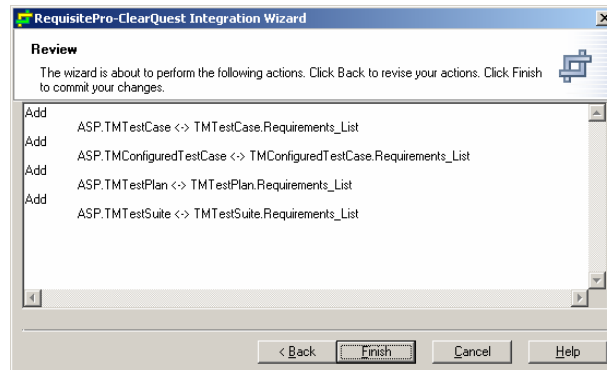 RequisitePro-ClearQuest Integration Wizard
Review
The wizard is about to perform the following actions. Click Back to revise your actions. Click Finish
to commit your changes.
Add
ASP.TMTestCase <-> TMTestCase.Requirements_List
Add
ASP.TMConfiguredTestCase <-> TMConfiguredTestCase.Requirements_List
Add
ASP.TMTestPlan <-> TMTestPlan.Requirements_List
Add
ASP.TMTestSuite <-> TMTestSuite.Requirements_List
< Back Finish Cancel Help